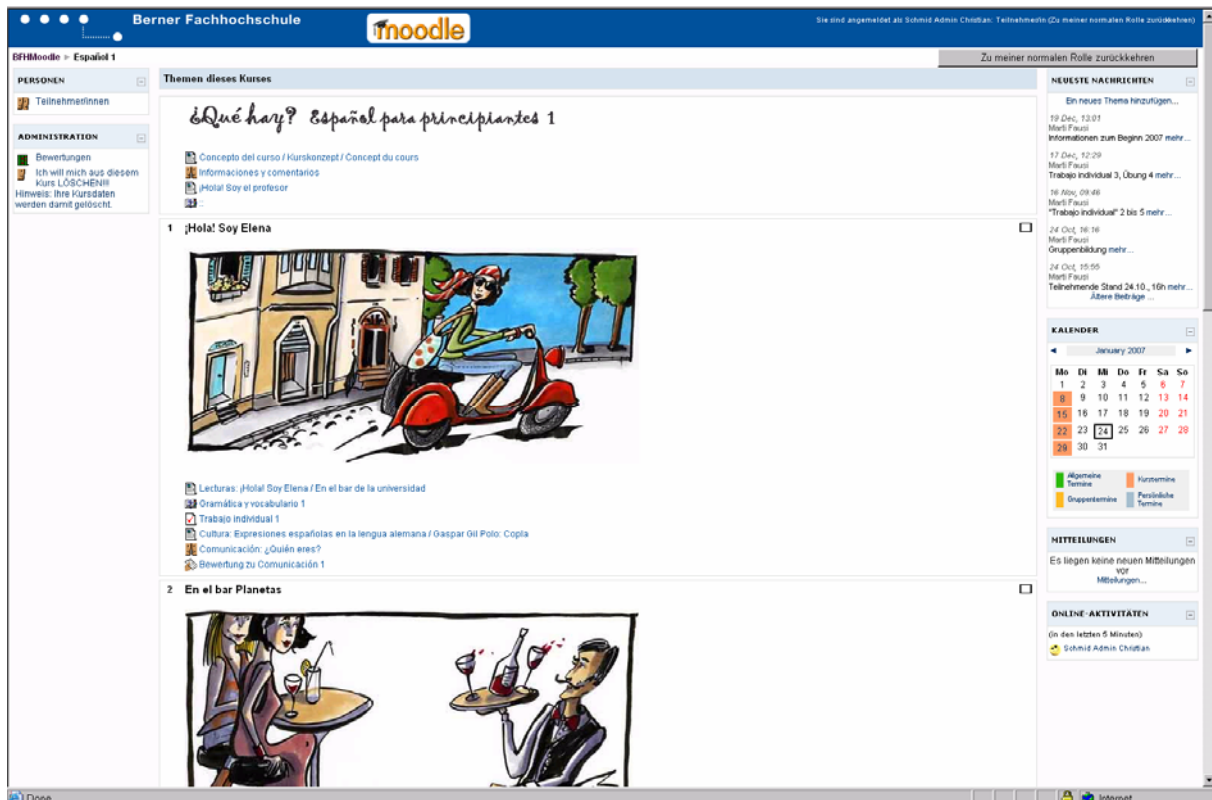 Berner Fachhochschule
moodle
Sie sind angemeldet als Schmid Admin Christian: Teilnehmer/in (Zu meiner normalen Rolle zurückkehren)
BFHMoodle ► Español 1
Zu meiner normalen Rolle zurückkehren
PERSONEN
Teilnehmer/innen
ADMINISTRATION
Bewertungen
Ich will mich aus diesem
Kurs LÖSCHEN!!!
Hinweis: Ihre Kursdaten
werden damit gelöscht.
Themen dieses Kurses
¿Qué hay? Español para principiantes 1
Concepto del curso / Kurskonzept / Concept du cours
Informaciones y comentarios
¡Hola! Soy el profesor
::
1 ¡Hola! Soy Elena
Lecturas: ¡Hola! Soy Elena / En el bar de la universidad
Gramática y vocabulario 1
Trabajo individual 1
Cultura: Expresiones españolas en la lengua alemana / Gaspar Gil Polo: Copla
Comunicación: ¿Quién eres?
Bewertung zu Comunicación 1
2 En el bar Planetas
NEUESTE NACHRICHTEN
Ein neues Thema hinzufügen...
19 Dec, 13:01
Marti Fausi
Informationen zum Beginn 2007 mehr...
17 Dec, 12:29
Marti Fausi
Trabajo individual 3, Übung 4 mehr...
16 Nov, 09:46
Marti Fausi
"Trabajo individual" 2 bis 5 mehr...
24 Oct, 16:16
Marti Fausi
Gruppenbildung mehr...
24 Oct, 15:55
Marti Fausi
Teilnehmende Stand 24.10., 16h mehr...
Ältere Beiträge ...
KALENDER
◄ January 2007 ►
Mo Di Mi Do Fr Sa So
1 2 3 4 5 6 7
8 9 10 11 12 13 14
15 16 17 18 19 20 21
22 23 24 25 26 27 28
29 30 31
Allgemeine
Termine
Kurstermine
Gruppentermine
Persönliche
Termine
MITTEILUNGEN
Es liegen keine neuen Mitteilungen
vor
Mitteilungen...
ONLINE-AKTIVITÄTEN
(in den letzten 5 Minuten)
Schmid Admin Christian
Done
Internet